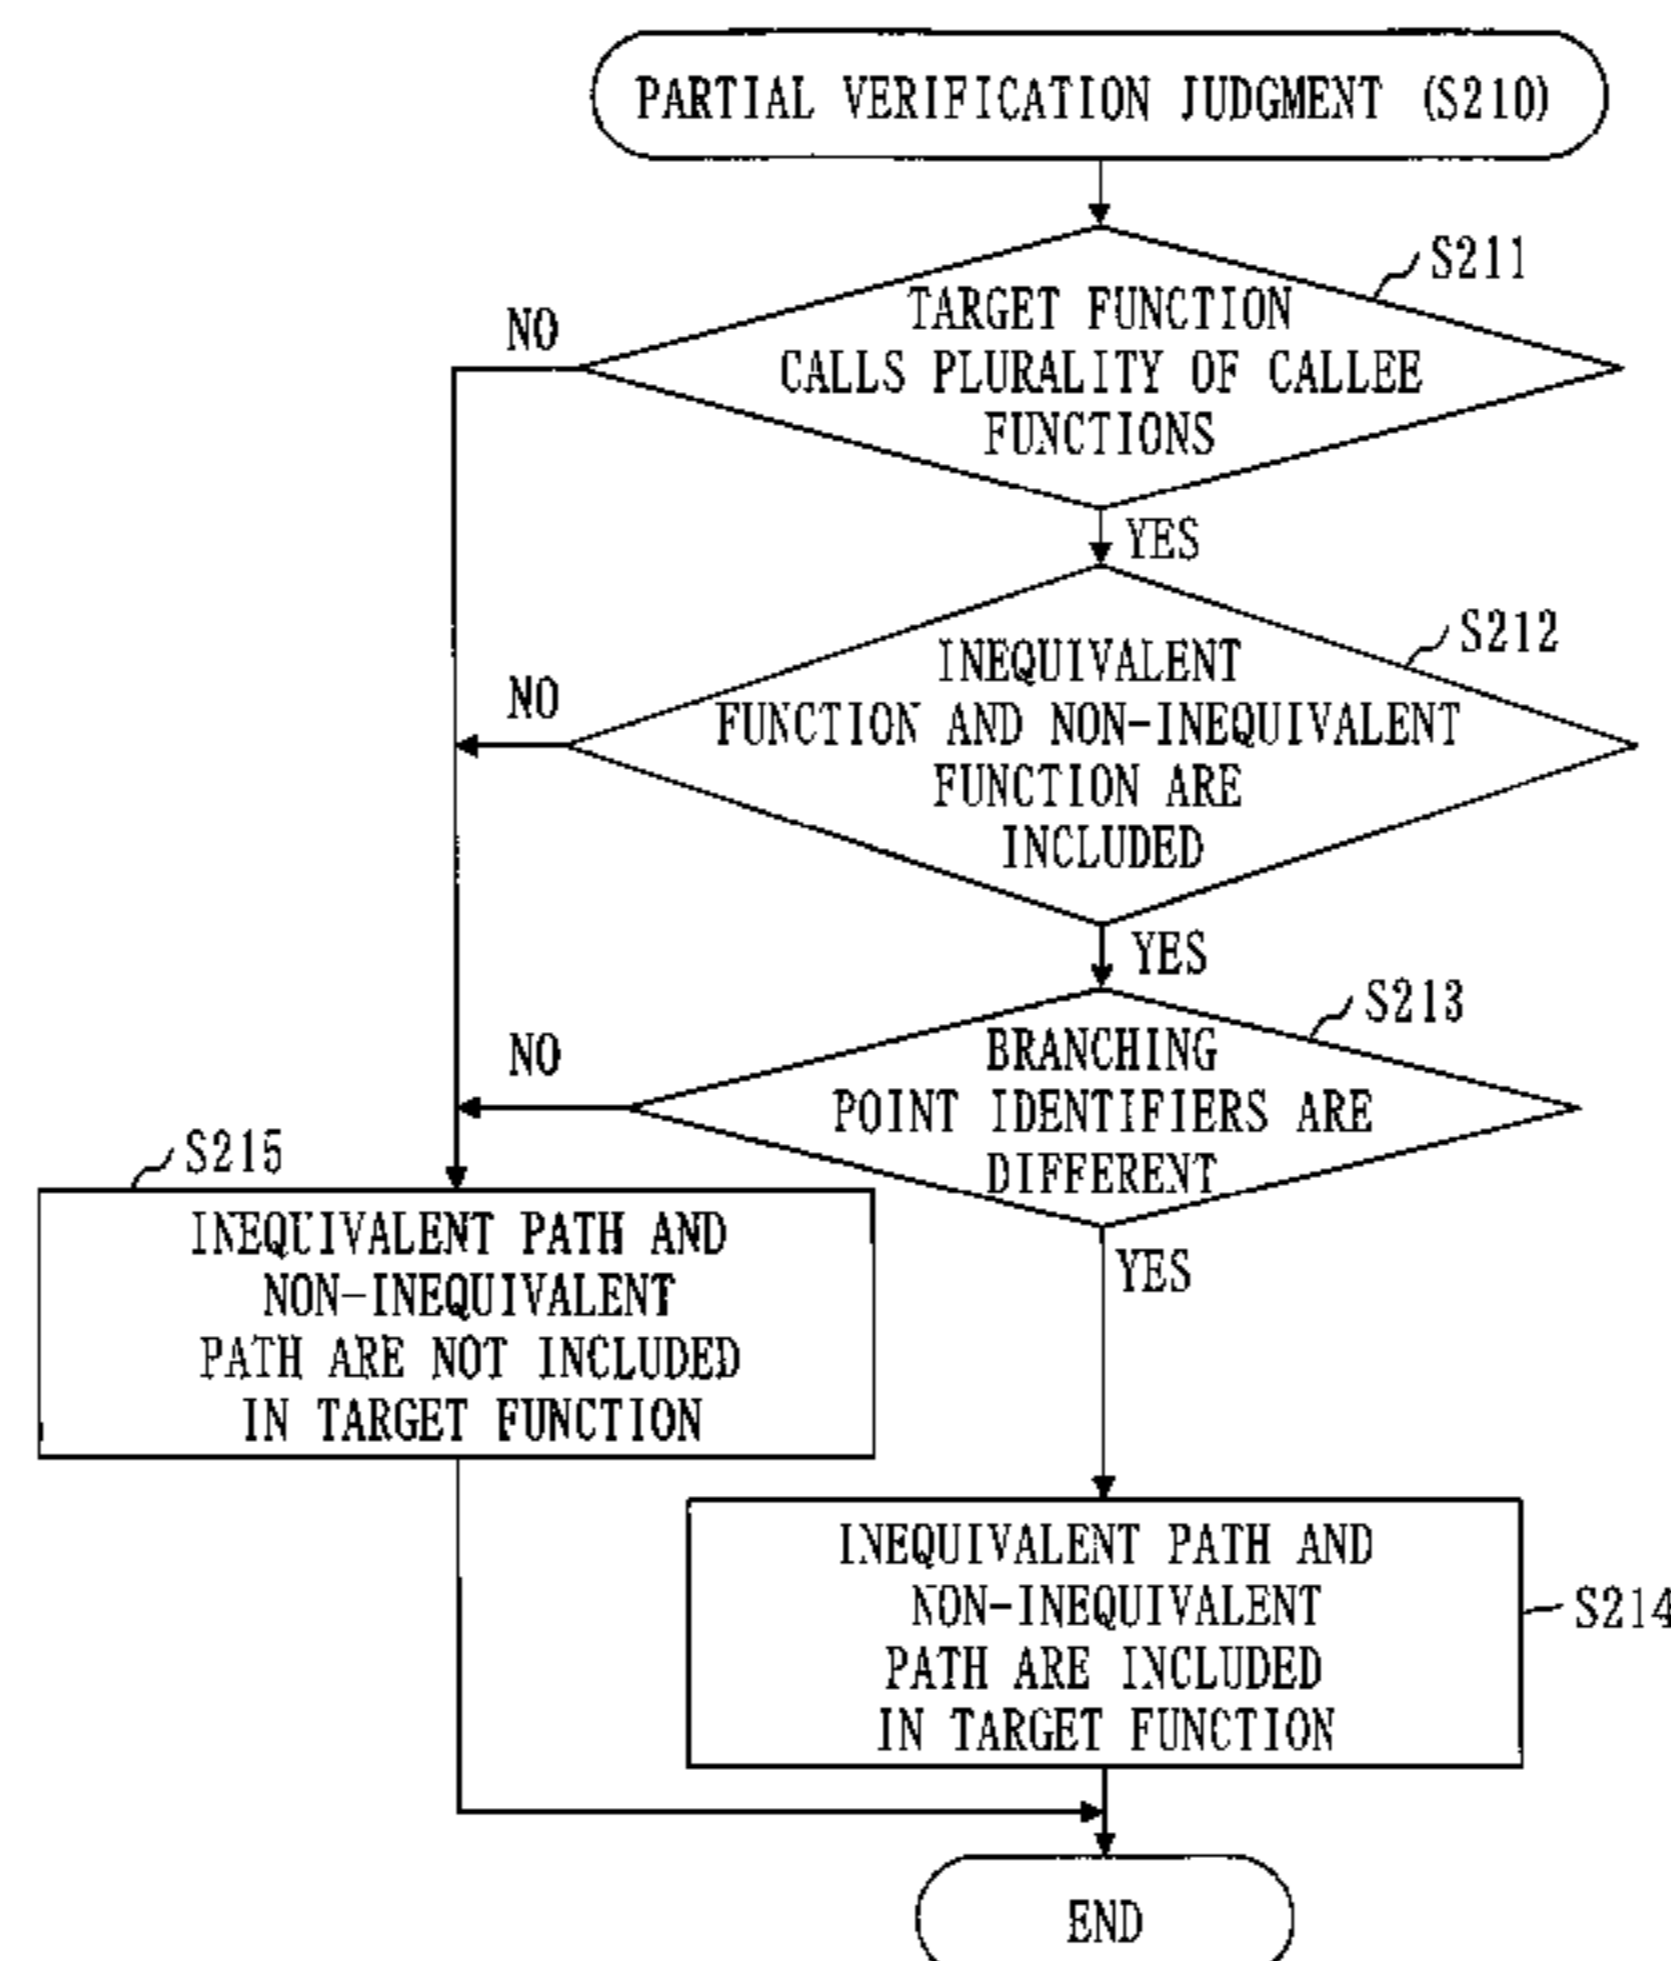 PARTIAL VERIFICATION JUDGMENT (S210)
S211
TARGET FUNCTION
CALLS PLURALITY OF CALLEE
FUNCTIONS
NO
YES
S212
INEQUIVALENT
FUNCTION AND NON-INEQUIVALENT
FUNCTION ARE
INCLUDED
NO
YES
S213
BRANCHING
POINT IDENTIFIERS ARE
DIFFERENT
NO
YES
S215
INEQUIVALENT PATH AND
NON-INEQUIVALENT
PATH ARE NOT INCLUDED
IN TARGET FUNCTION
INEQUIVALENT PATH AND
NON-INEQUIVALENT
PATH ARE INCLUDED
IN TARGET FUNCTION
S214
END